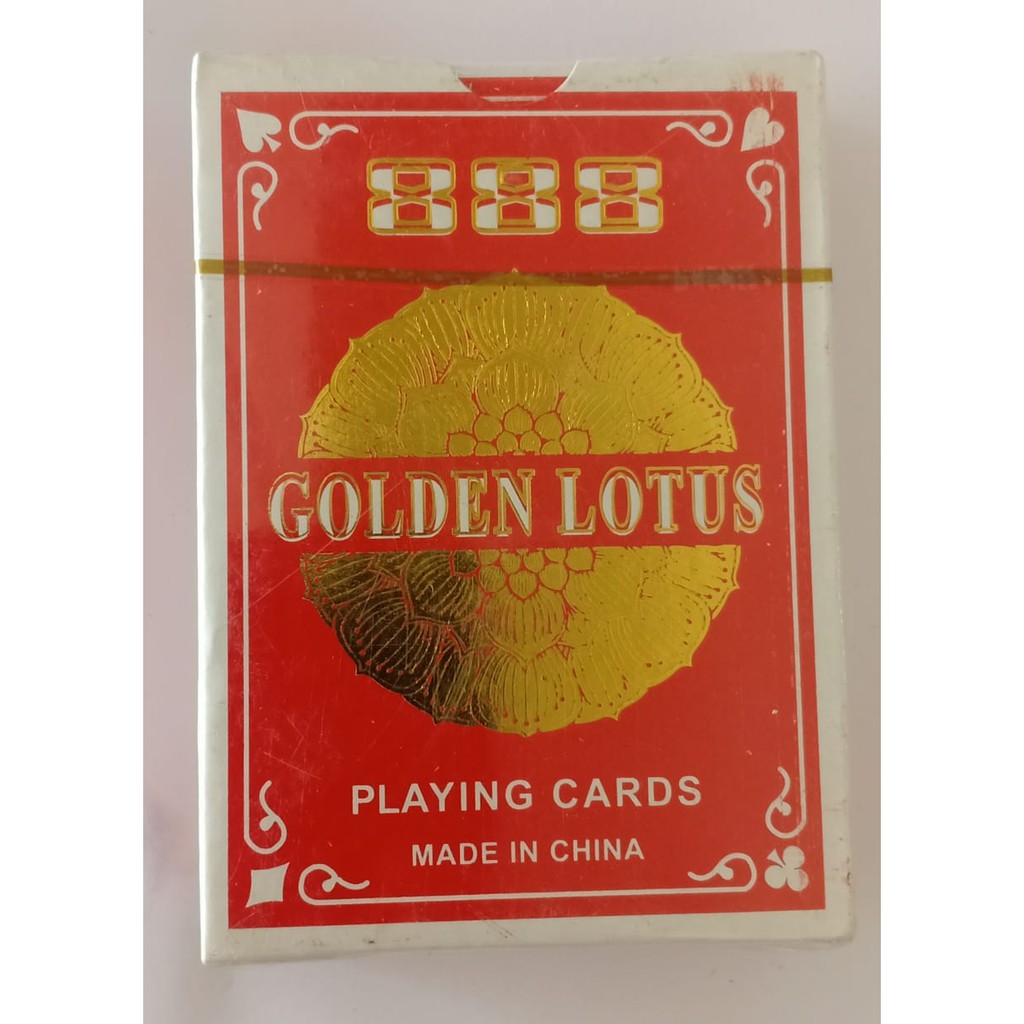 888
GOLDEN LOTUS
PLAYING CARDS
MADE IN CHINA